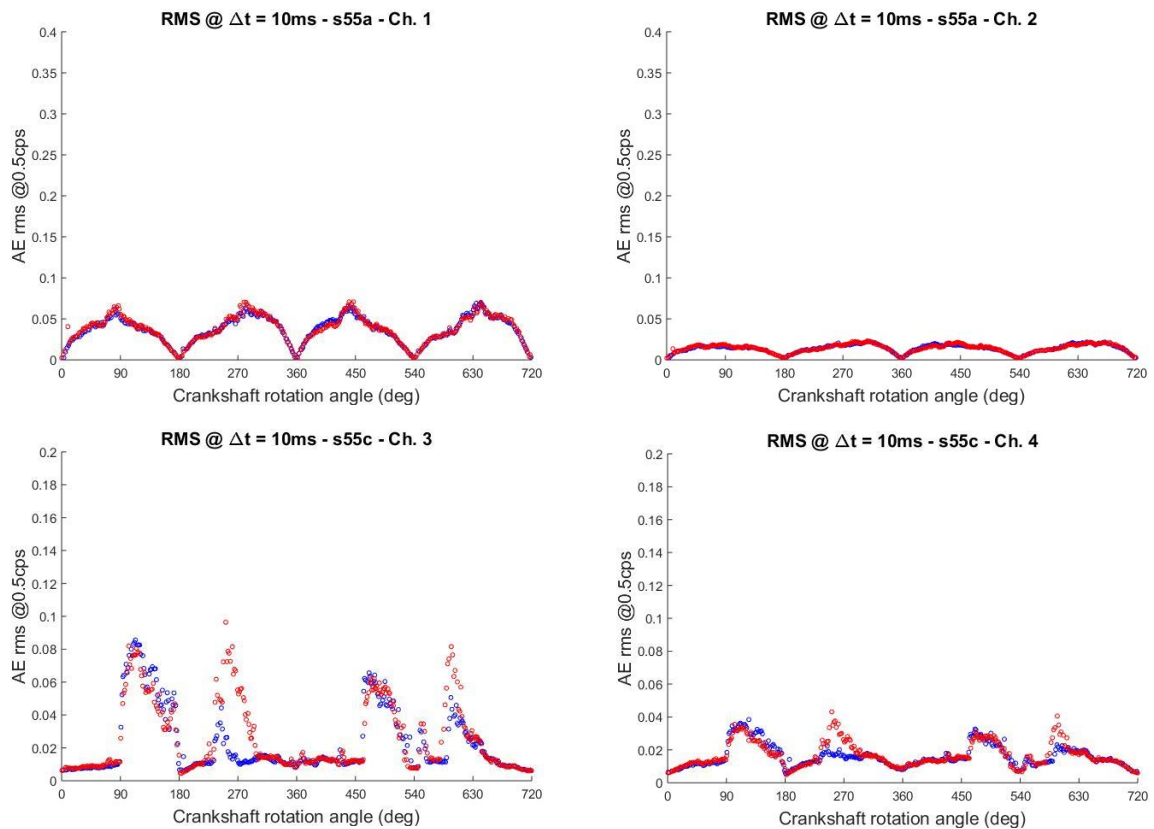 RMS @ Δt = 10ms - s55a - Ch. 1
0.4
0.35
0.3
0.25
0.2
0.15
0.1
0.05
0
AE rms @0.5cps
0 90 180 270 360 450 540 630 720
Crankshaft rotation angle (deg)
RMS @ Δt = 10ms - s55a - Ch. 2
0.4
0.35
0.3
0.25
0.2
0.15
0.1
0.05
0
AE rms @0.5cps
0 90 180 270 360 450 540 630 720
Crankshaft rotation angle (deg)
RMS @ Δt = 10ms - s55c - Ch. 3
0.2
0.18
0.16
0.14
0.12
0.1
0.08
0.06
0.04
0.02
0
AE rms @0.5cps
0 90 180 270 360 450 540 630 720
Crankshaft rotation angle (deg)
RMS @ Δt = 10ms - s55c - Ch. 4
0.2
0.18
0.16
0.14
0.12
0.1
0.08
0.06
0.04
0.02
0
AE rms @0.5cps
0 90 180 270 360 450 540 630 720
Crankshaft rotation angle (deg)